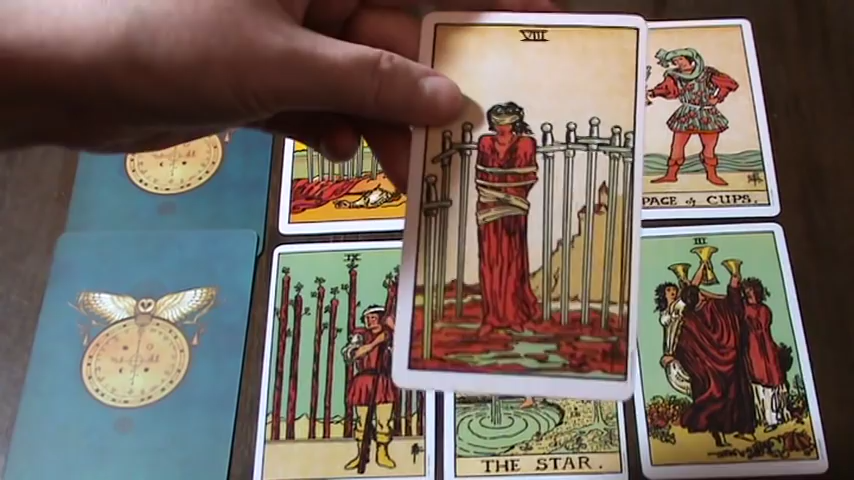 VIII
PAGE of CUPS.
IX
III
THE STAR.